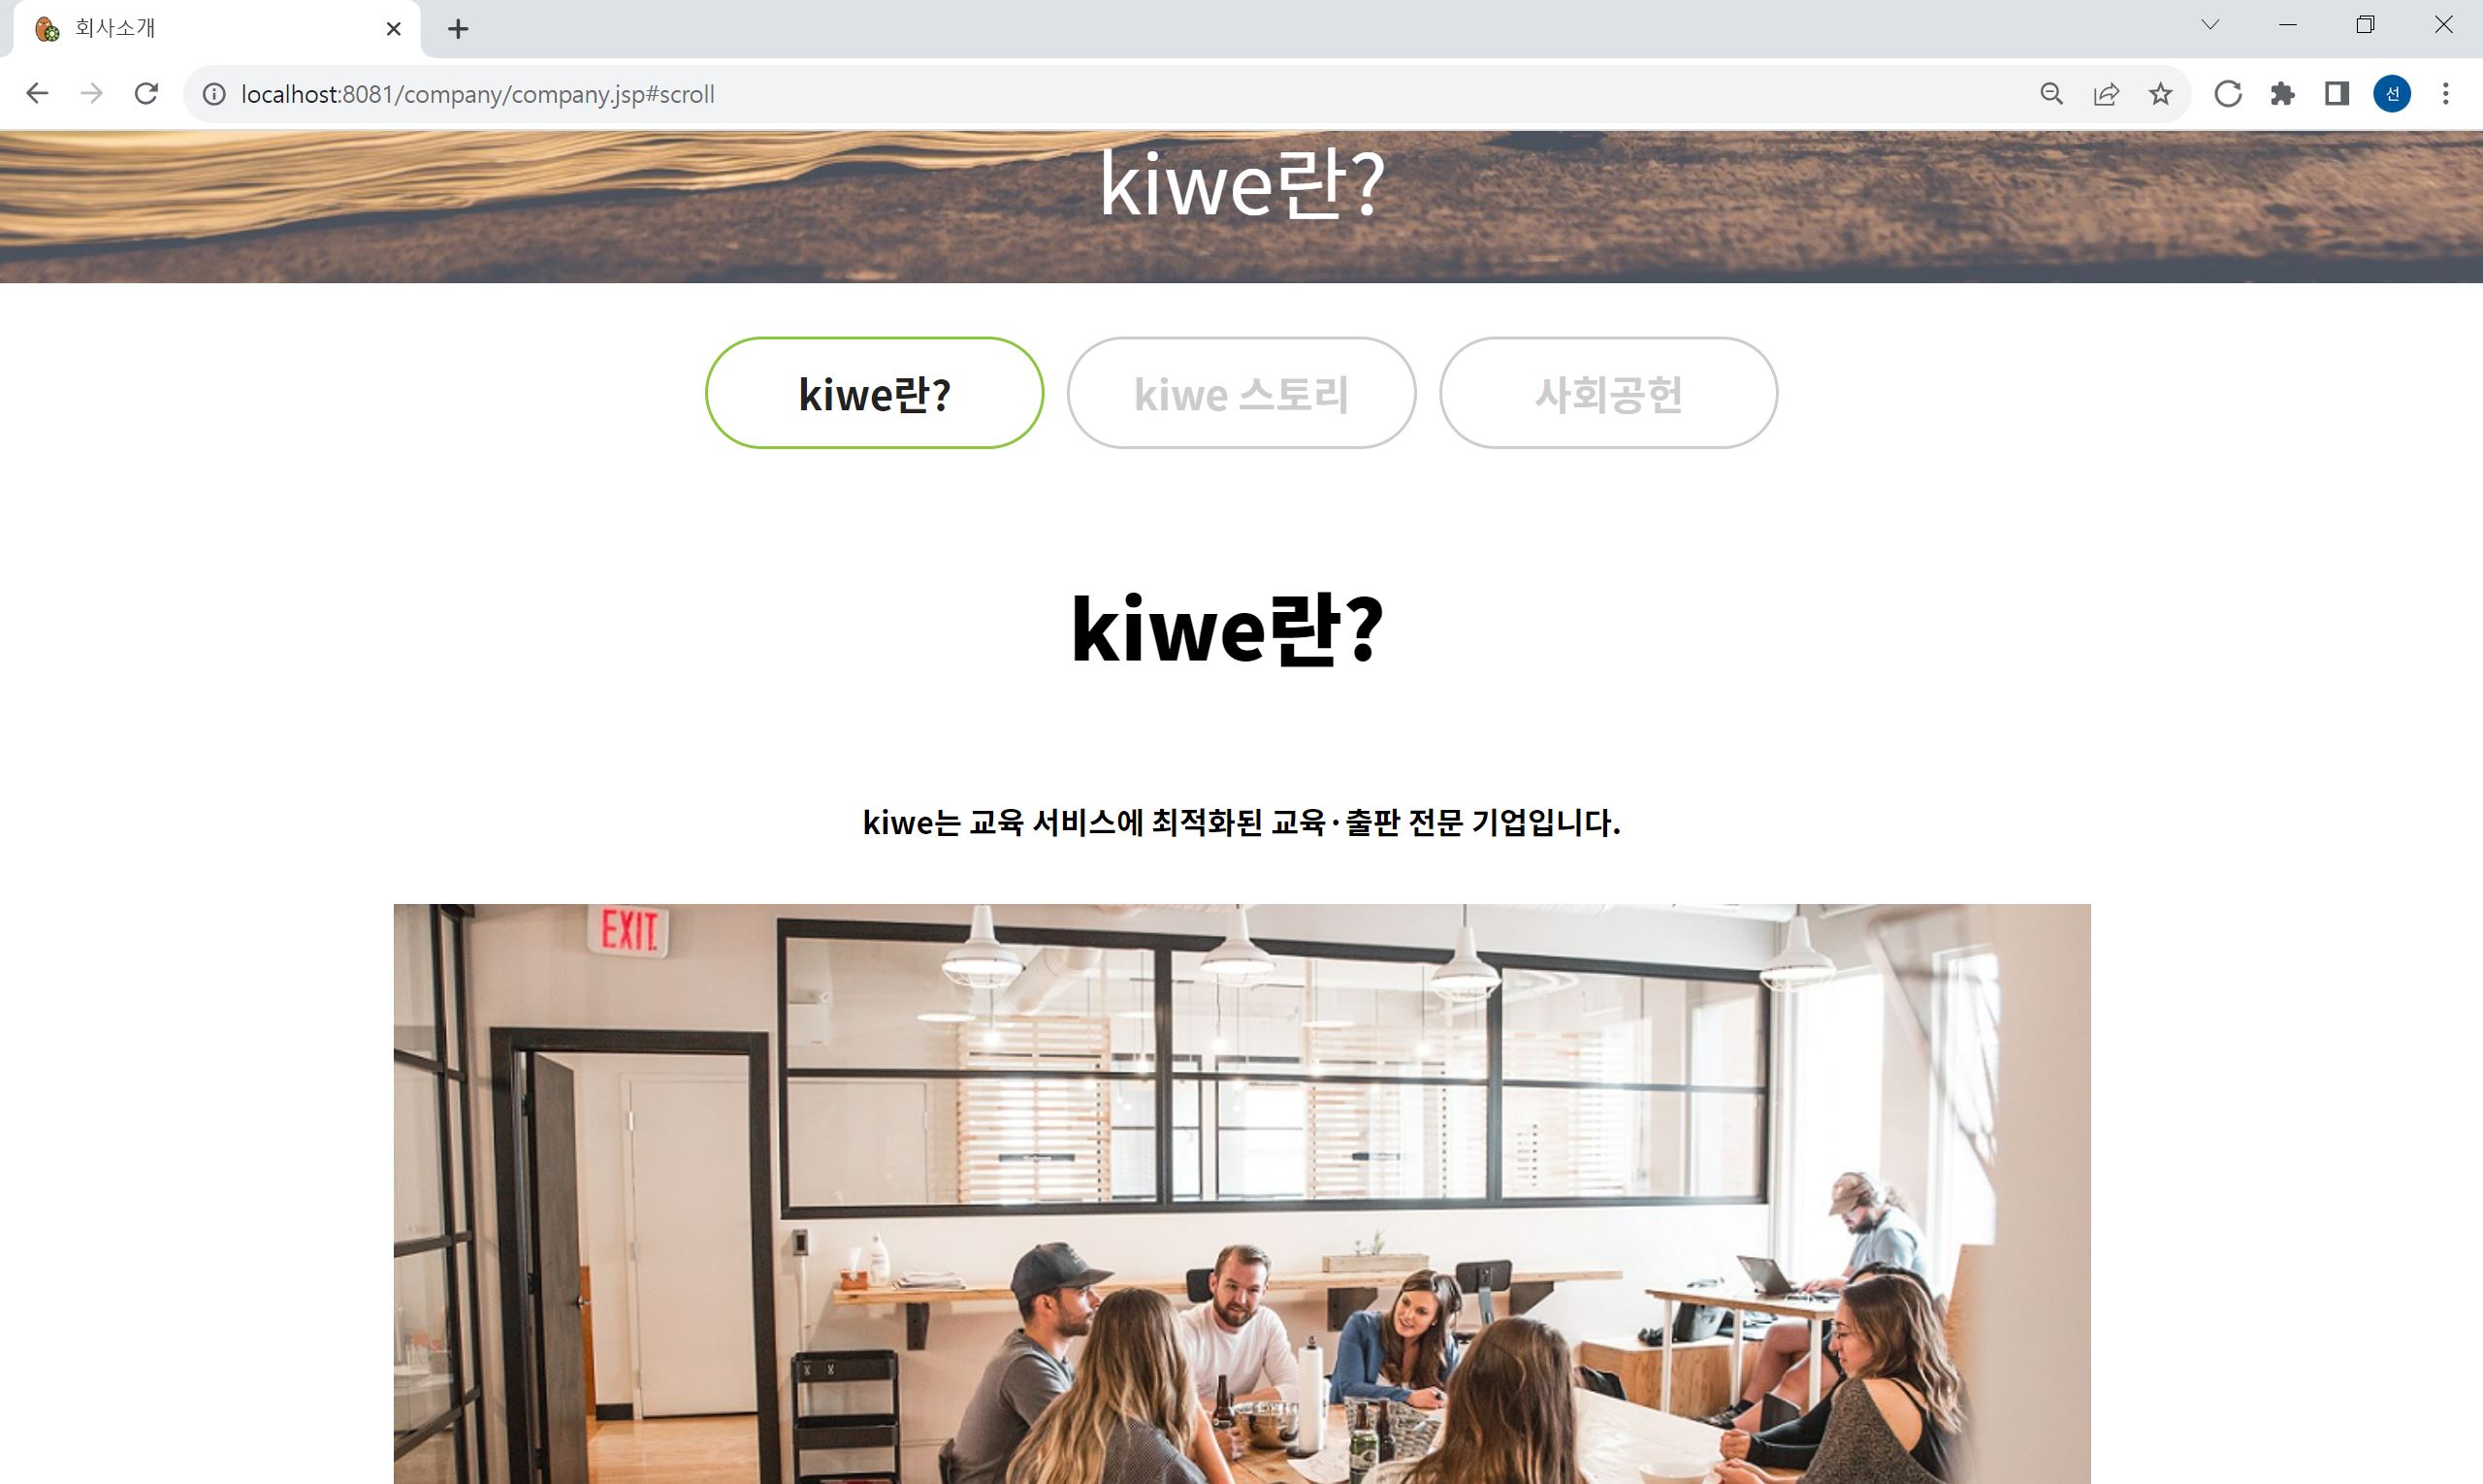 회사소개
localhost:8081/company/company.jsp#scroll
선
kiwe란?
kiwe란?
kiwe 스토리
사회공헌
kiwe란?
kiwe는 교육 서비스에 최적화된 교육·출판 전문 기업입니다.
EXIT